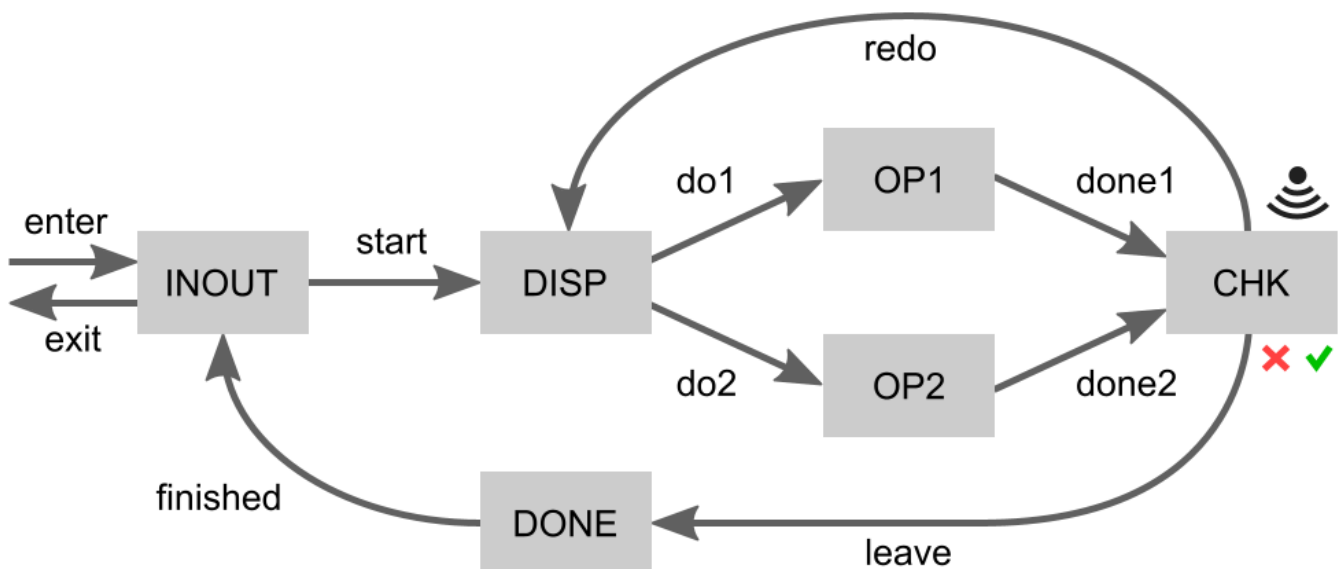 redo
do1
OP1
done1
enter
start
INOUT
DISP
CHK
exit
do2
OP2
done2
finished
DONE
leave